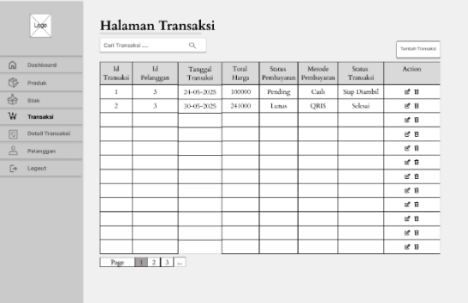 Logo
Dashboard
Produk
Stok
Transaksi
Detail Transaksi
Pelanggan
Logout
Halaman Transaksi
Cari Transaksi ....
Tambah Transaksi
Id Transaksi Id Pelanggan Tanggal Transaksi Total Harga Status Pembayaran Metode Pembayaran Status Transaksi Action
1 3 24-05-2025 100000 Pending Cash Siap Diambil
2 3 30-05-2025 241000 Lunas QRIS Selesai
Page 1 2 3 ...